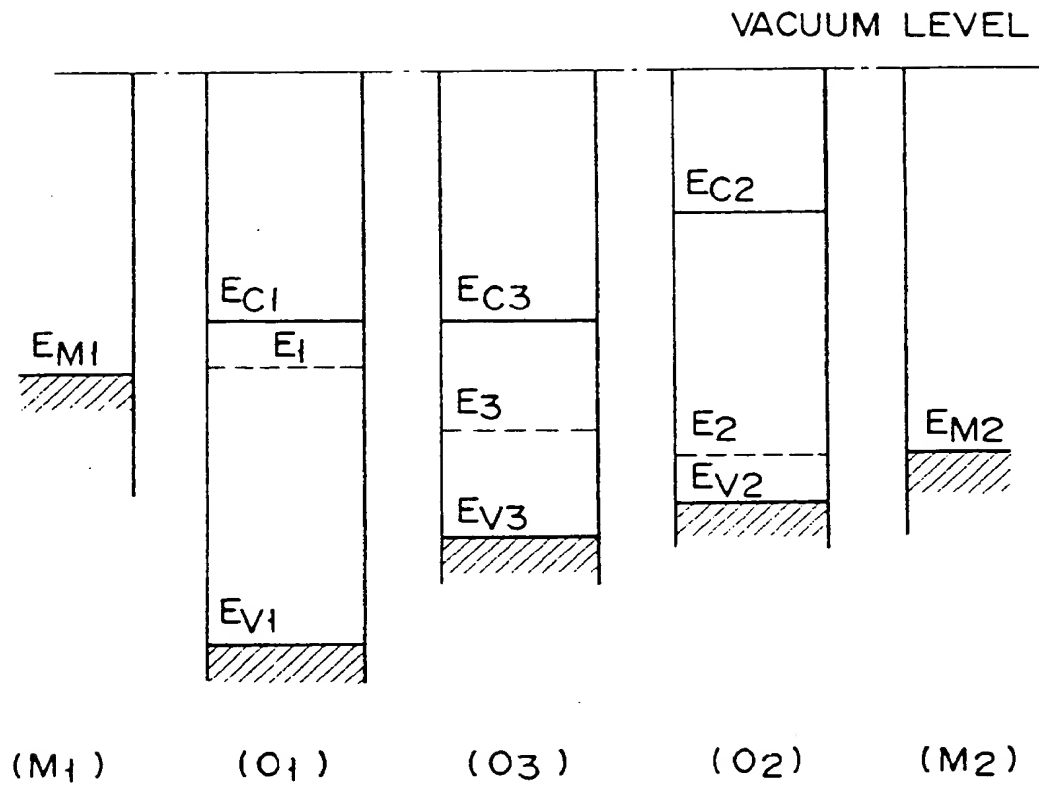 VACUUM LEVEL
EC2
EC1
EC3
EM1
E1
E3
E2
EM2
EV2
EV3
EV1
(M1) (O1) (O3) (O2) (M2)